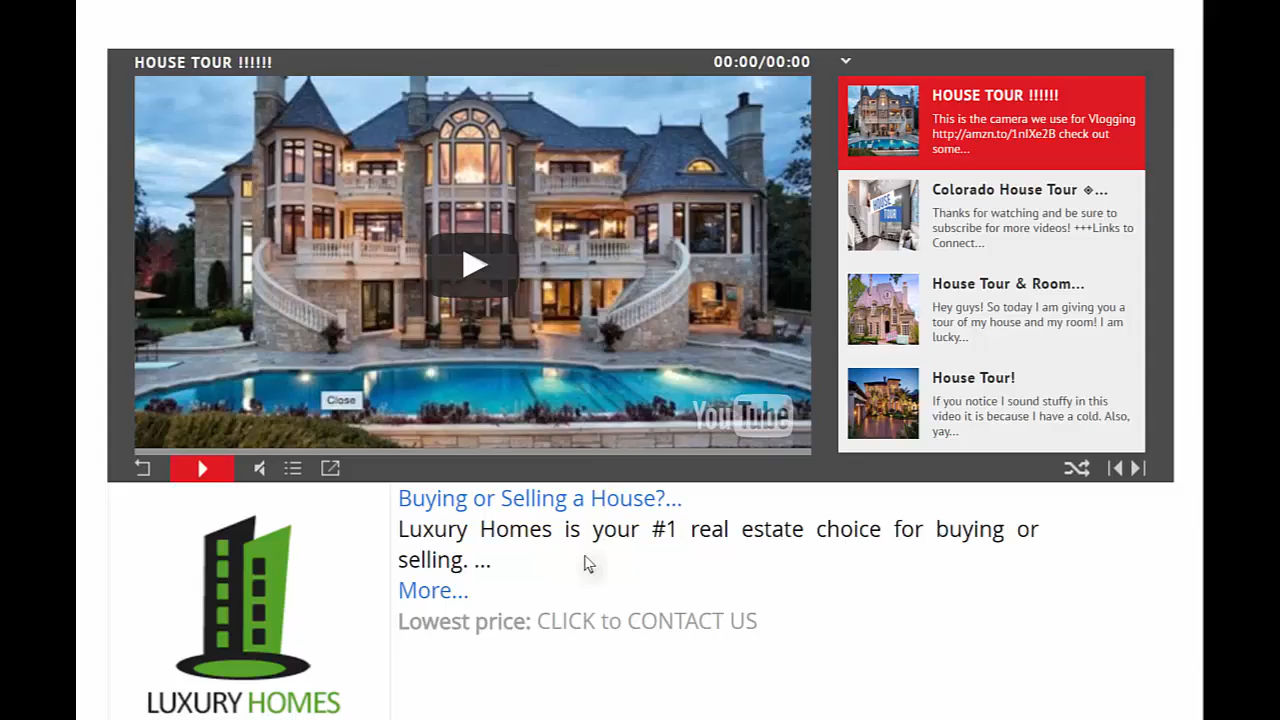 HOUSE TOUR !!!!!!
00:00/00:00
HOUSE TOUR !!!!!!
This is the camera we use for Vlogging
http://amzn.to/1nIXe2B check out
some...
HOUSE
TOUR
Colorado House Tour ◈...
Thanks for watching and be sure to
subscribe for more videos! +++Links to
Connect...
House Tour & Room...
Hey guys! So today I am giving you a
tour of my house and my room! I am
lucky...
House Tour!
If you notice I sound stuffy in this
video it is because I have a cold. Also,
yay...
Close
YouTube
Buying or Selling a House?...
Luxury Homes is your #1 real estate choice for buying or
selling. ...
More...
Lowest price: CLICK to CONTACT US
LUXURY HOMES